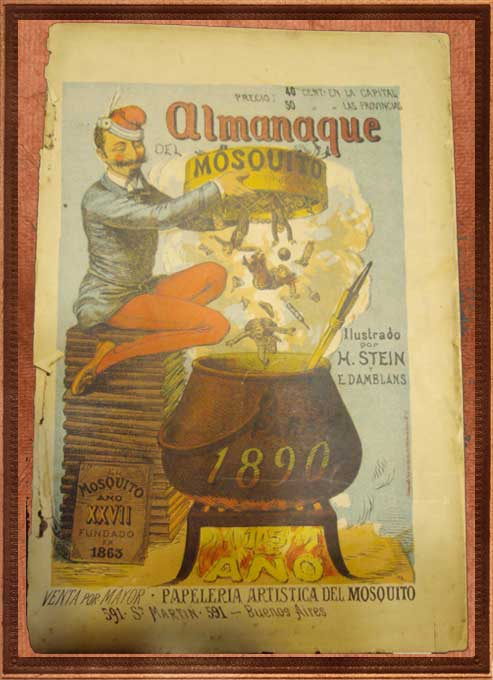 PRECIO: 40 CENT. EN LA CAPITAL
50 " " LAS PROVINCIAS
Almanaque
DEL MOSQUITO
Ilustrado
por
H. STEIN
Y
E. DAMBLANS
1890
EL
MOSQUITO
AÑO
XXVII
FUNDADO
EN
1863
AÑO
VENTA POR MAYOR · PAPELERIA ARTISTICA DEL MOSQUITO
591 · Sn MARTIN · 591 — Buenos Aires